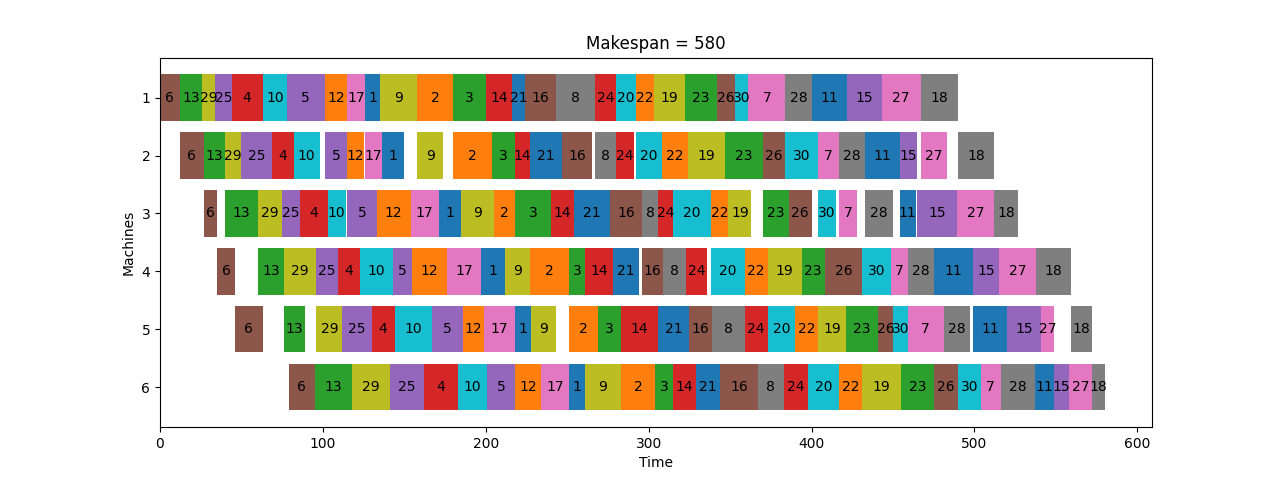 Makespan = 580
1 6 13 29 25 4 10 5 12 17 1 9 2 3 14 21 16 8 24 20 22 19 23 26 30 7 28 11 15 27 18
2 6 13 29 25 4 10 5 12 17 1 9 2 3 14 21 16 8 24 20 22 19 23 26 30 7 28 11 15 27 18
3 6 13 29 25 4 10 5 12 17 1 9 2 3 14 21 16 8 24 20 22 19 23 26 30 7 28 11 15 27 18
Machines
4 6 13 29 25 4 10 5 12 17 1 9 2 3 14 21 16 8 24 20 22 19 23 26 30 7 28 11 15 27 18
5 6 13 29 25 4 10 5 12 17 1 9 2 3 14 21 16 8 24 20 22 19 23 26 30 7 28 11 15 27 18
6 6 13 29 25 4 10 5 12 17 1 9 2 3 14 21 16 8 24 20 22 19 23 26 30 7 28 11 15 27 18
0 100 200 300 400 500 600
Time